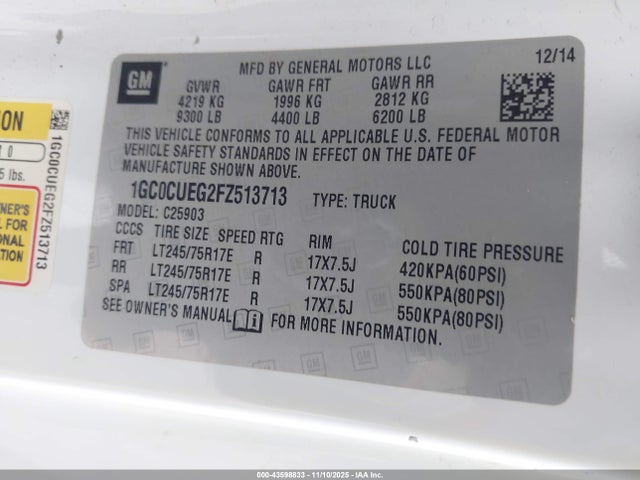 MFD BY GENERAL MOTORS LLC 12/14
GM
GVWR GAWR FRT GAWR RR
4219 KG 1996 KG 2812 KG
9300 LB 4400 LB 6200 LB
THIS VEHICLE CONFORMS TO ALL APPLICABLE U.S. FEDERAL MOTOR
VEHICLE SAFETY STANDARDS IN EFFECT ON THE DATE OF
MANUFACTURE SHOWN ABOVE.
1GC0CUEG2FZ513713 TYPE: TRUCK
MODEL: C25903
CCCS TIRE SIZE SPEED RTG RIM COLD TIRE PRESSURE
FRT LT245/75R17E R 17X7.5J 420KPA(60PSI)
RR LT245/75R17E R 17X7.5J 550KPA(80PSI)
SPA LT245/75R17E R 17X7.5J 550KPA(80PSI)
SEE OWNER'S MANUAL FOR MORE INFORMATION.
1GC0CUEG2FZ513713
lbs.
FOR
000-43598833 - 11/10/2025 - IAAI, Inc.